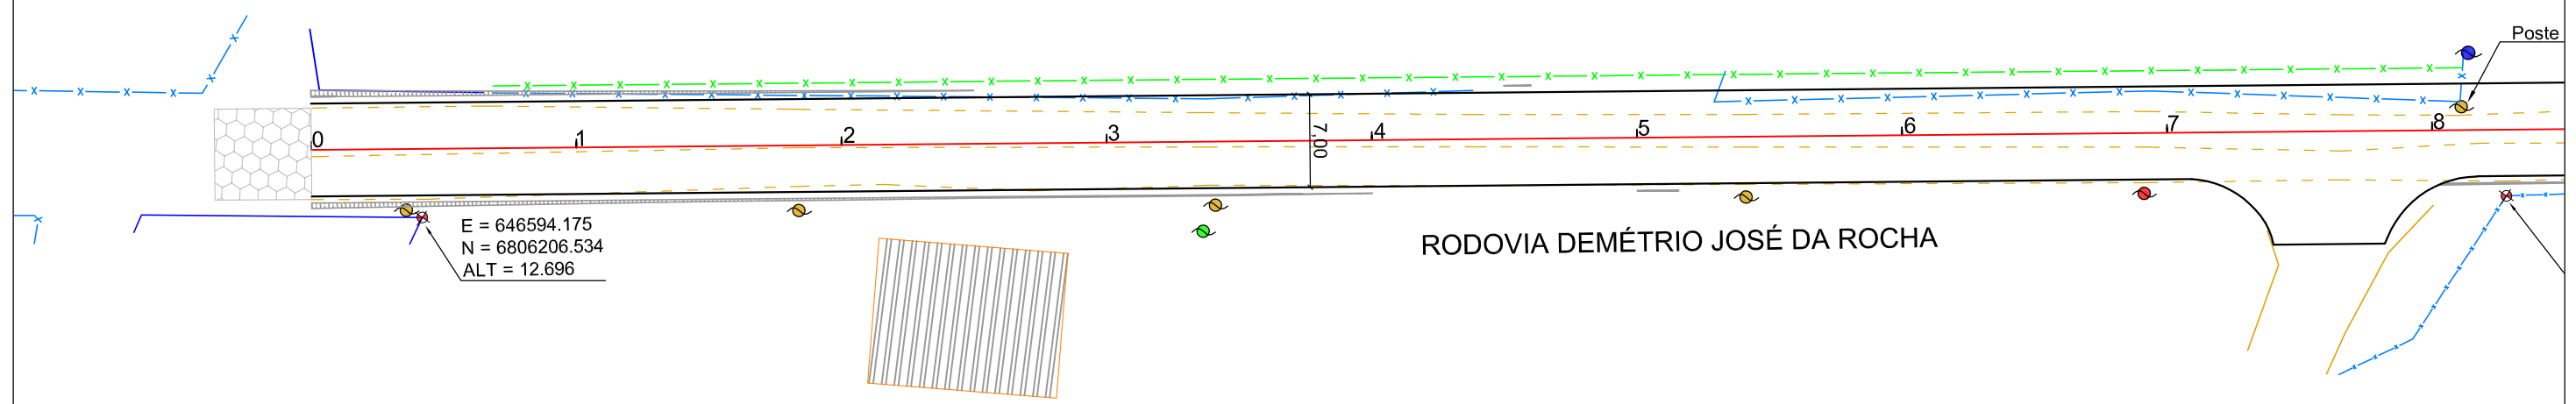 Poste
0
1
2
3
4
5
6
7
8
7,00
E = 646594.175
N = 6806206.534
ALT = 12.696
RODOVIA DEMÉTRIO JOSÉ DA ROCHA